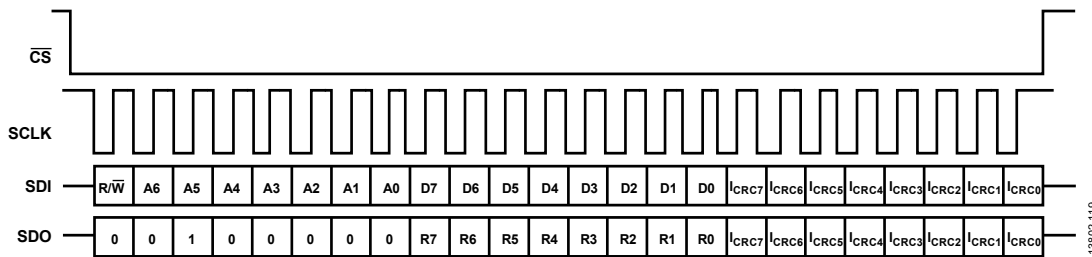 CS
SCLK
SDI R/W A6 A5 A4 A3 A2 A1 A0 D7 D6 D5 D4 D3 D2 D1 D0 ICRC7 ICRC6 ICRC5 ICRC4 ICRC3 ICRC2 ICRC1 ICRC0
SDO 0 0 1 0 0 0 0 0 R7 R6 R5 R4 R3 R2 R1 R0 ICRC7 ICRC6 ICRC5 ICRC4 ICRC3 ICRC2 ICRC1 ICRC0